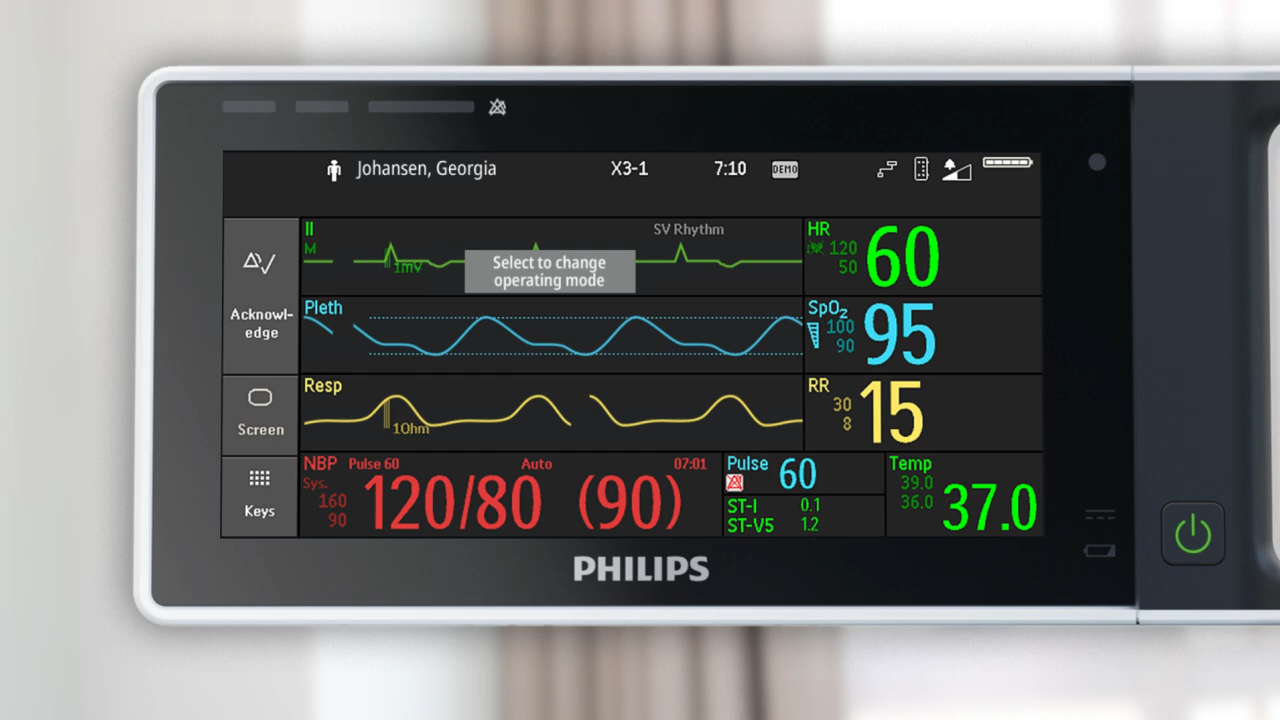 Johansen, Georgia
X3-1
7:10
DEMO
Acknowl-
edge
Screen
Keys
II
M
1mV
SV Rhythm
Select to change
operating mode
HR
120
50
60
Pleth
SpO₂
100
90
95
Resp
1Ohm
RR
30
8
15
NBP Pulse 60 Auto 07:01
Sys.
160
90
120/80 (90)
Pulse
60
ST-I 0.1
ST-V5 1.2
Temp
39.0
36.0
37.0
PHILIPS